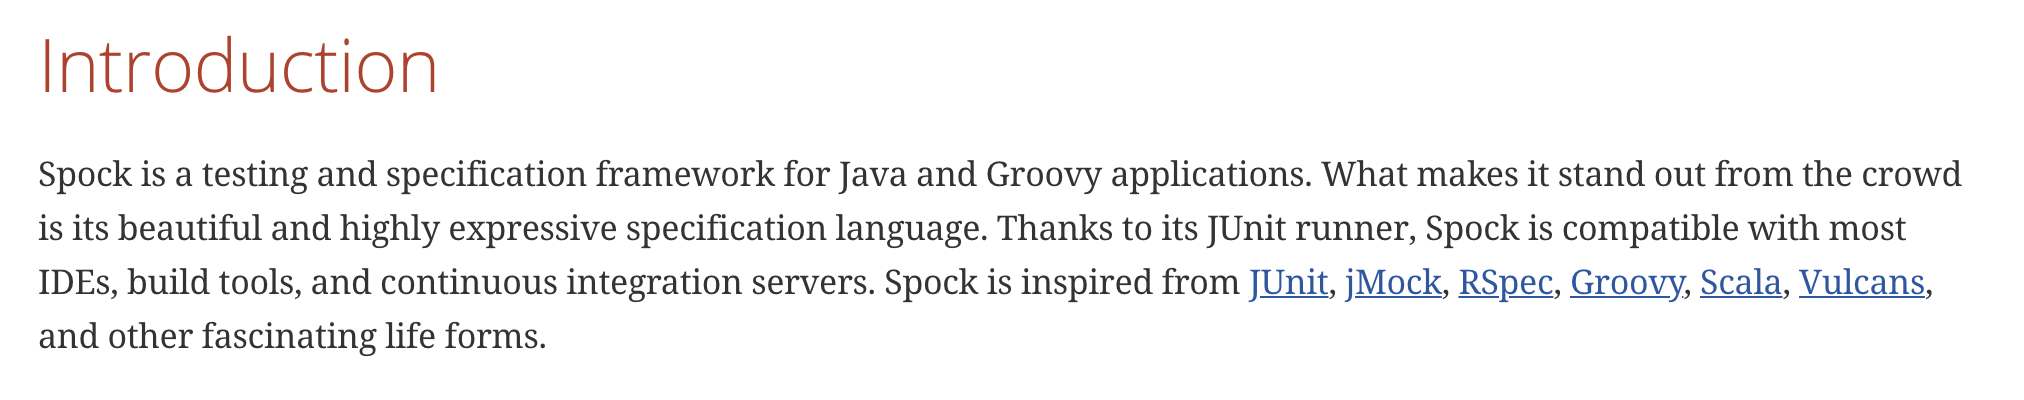 Introduction
Spock is a testing and specification framework for Java and Groovy applications. What makes it stand out from the crowd
is its beautiful and highly expressive specification language. Thanks to its JUnit runner, Spock is compatible with most
IDEs, build tools, and continuous integration servers. Spock is inspired from JUnit, jMock, RSpec, Groovy, Scala, Vulcans,
and other fascinating life forms.